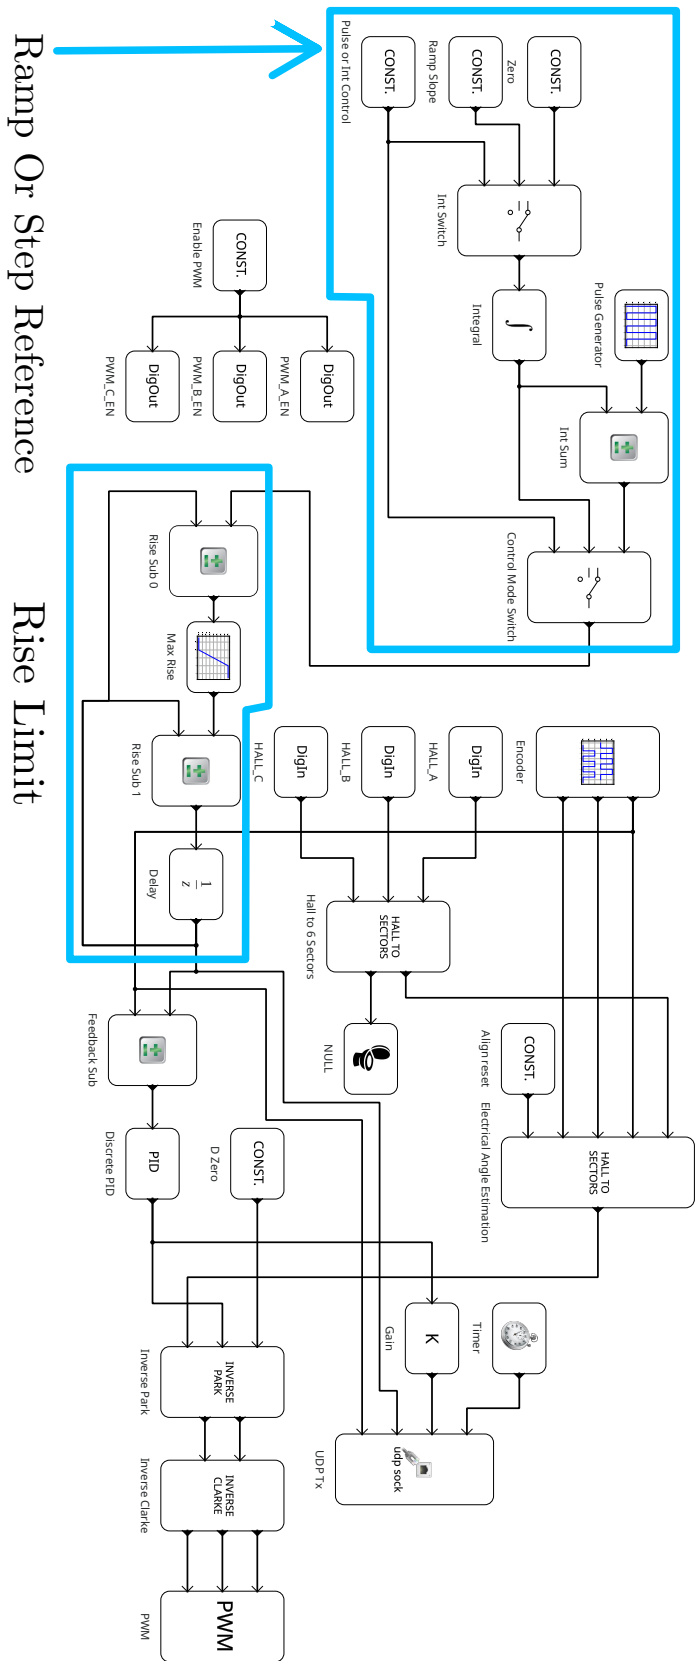 Ramp Or Step Reference
Rise Limit
CONST.
Zero
CONST.
Ramp Slope
CONST.
Pulse or Int Control
Int Switch
Pulse Generator
∫
Integral
Int Sum
Control Mode Switch
CONST.
Enable PWM
DigOut
PWM_A_EN
DigOut
PWM_B_EN
DigOut
PWM_C_EN
Rise Sub 0
Max Rise
Rise Sub 1
1
z
Delay
Encoder
DigIn
HALL_A
DigIn
HALL_B
DigIn
HALL_C
HALL TO
SECTORS
Hall to 6 Sectors
NULL
CONST.
Align reset
HALL TO
SECTORS
Electrical Angle Estimation
Feedback Sub
PID
Discrete PID
CONST.
D Zero
Timer
K
Gain
udp sock
UDP Tx
INVERSE
PARK
Inverse Park
INVERSE
CLARKE
Inverse Clarke
PWM
PWM